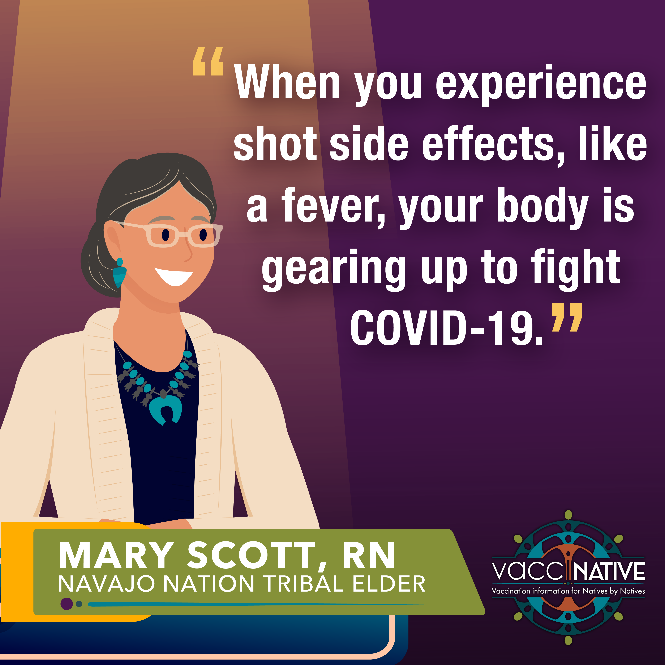 “When you experience
shot side effects, like
a fever, your body is
gearing up to fight
COVID-19.”
MARY SCOTT, RN
NAVAJO NATION TRIBAL ELDER
VACCINATIVE
Vaccination information for Natives by Natives